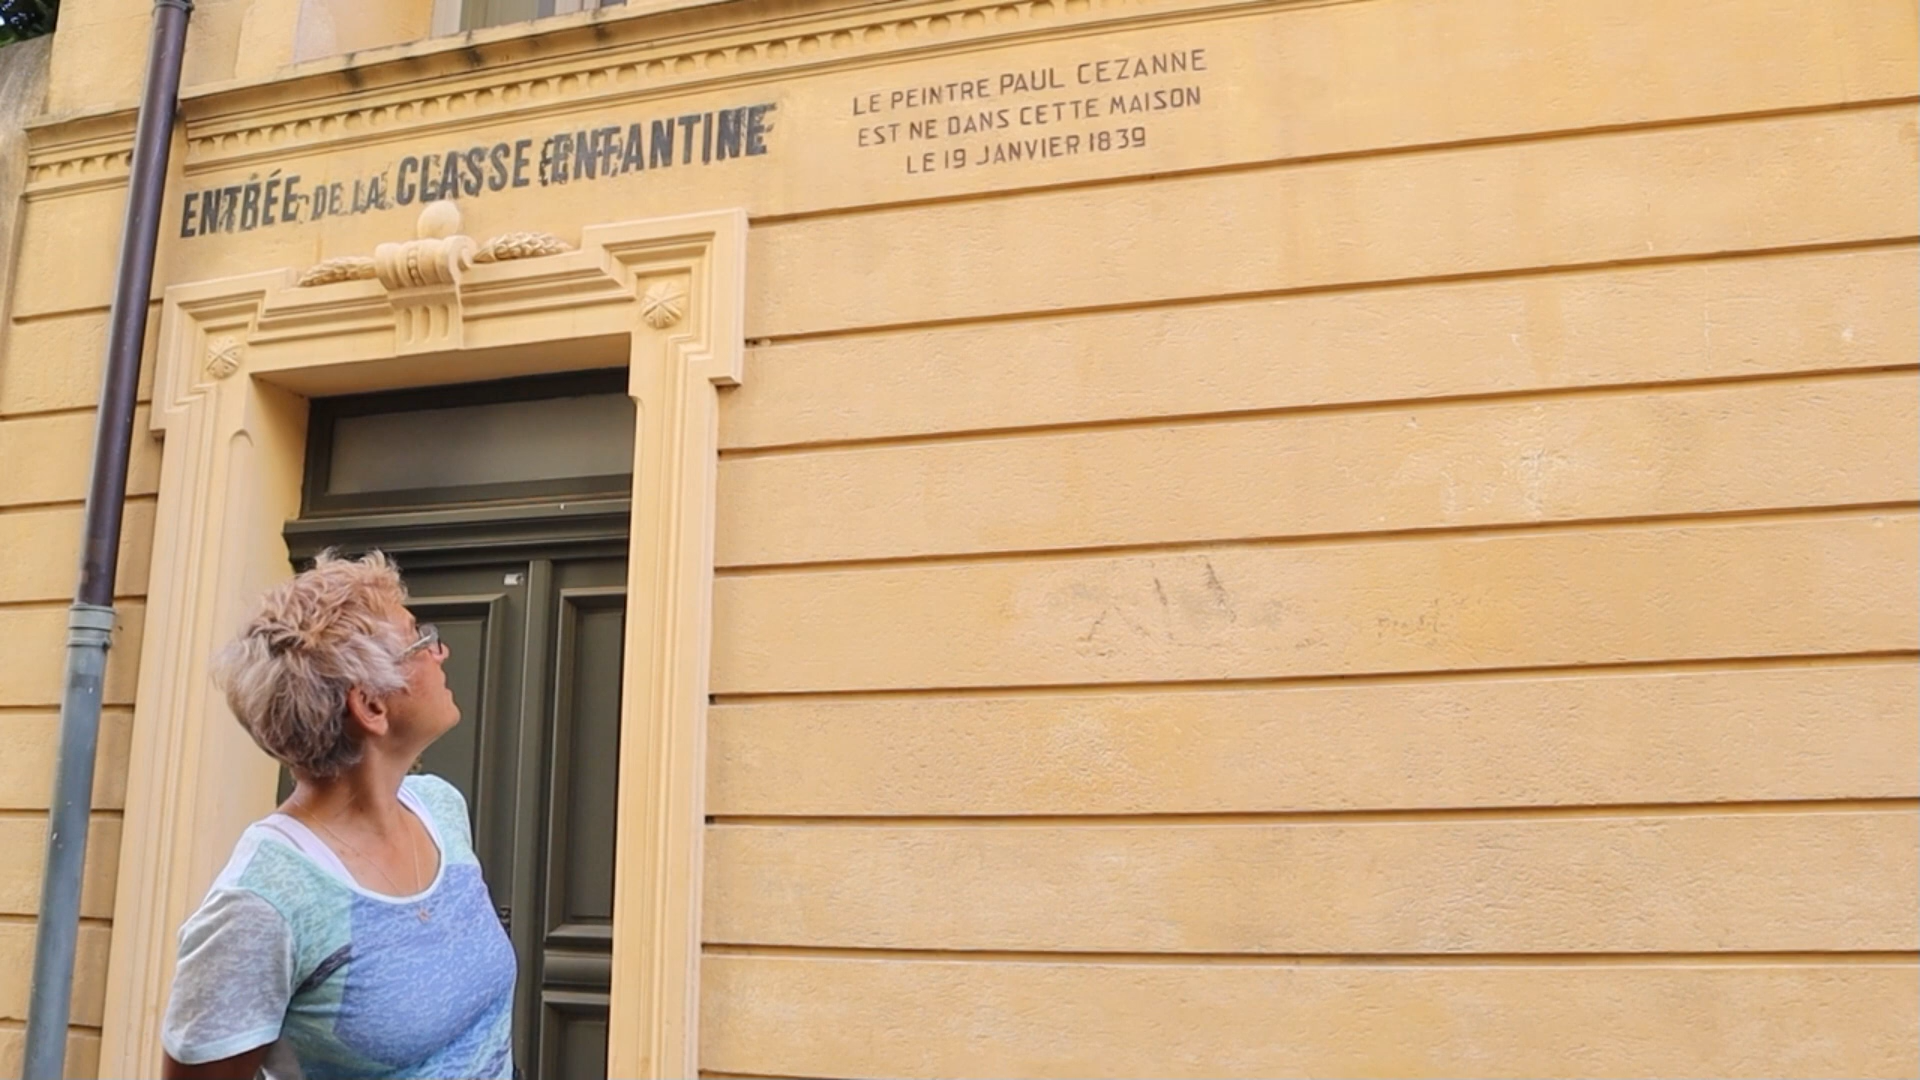 ENTRÉE DE LA CLASSE ENFANTINE
LE PEINTRE PAUL CEZANNE
EST NE DANS CETTE MAISON
LE 19 JANVIER 1839